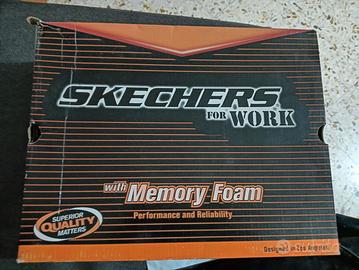 SKECHERS
FOR WORK
with Memory Foam
Performance and Reliability
SUPERIOR
QUALITY
MATTERS
Designed in Los Angeles